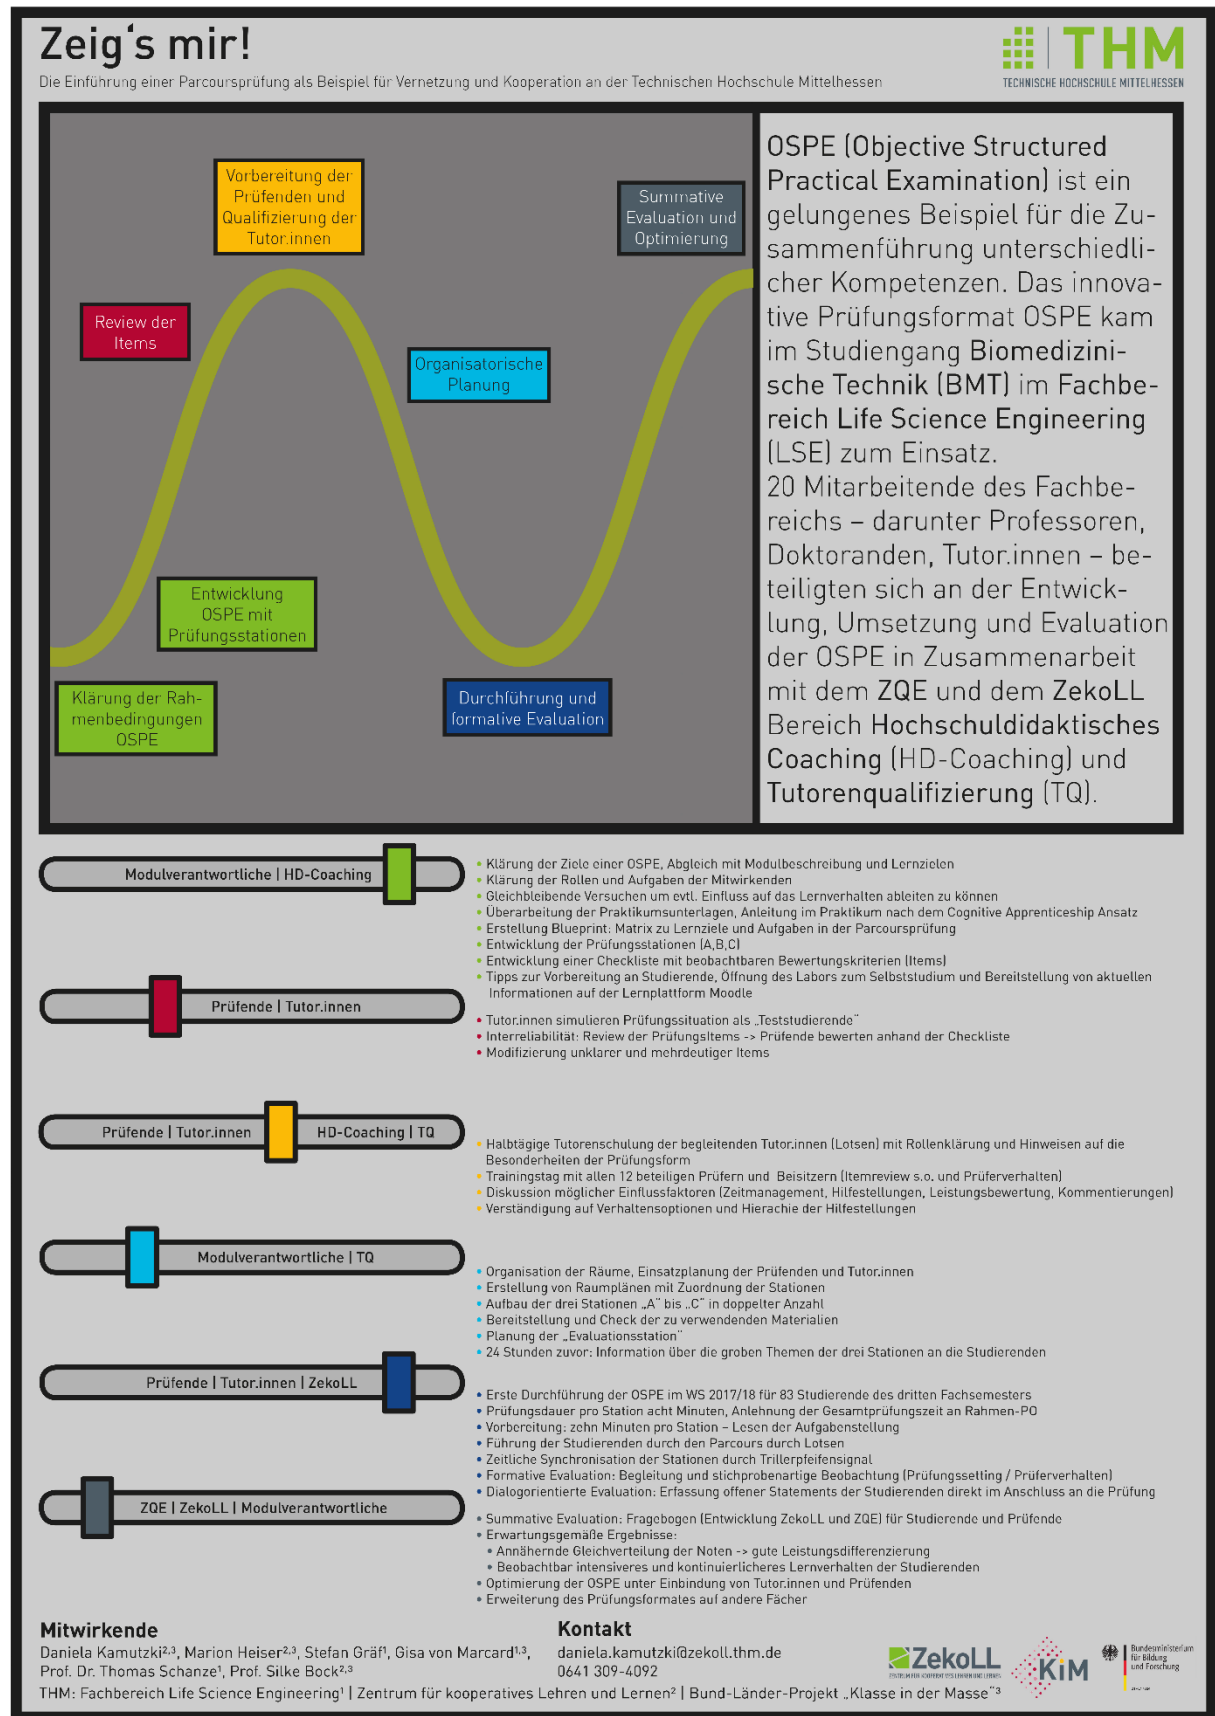 Zeig's mir!
Die Einführung einer Parcoursprüfung als Beispiel für Vernetzung und Kooperation an der Technischen Hochschule Mittelhessen
THM
TECHNISCHE HOCHSCHULE MITTELHESSEN
Vorbereitung der
Prüfenden und
Qualifizierung der
Tutor.innen
Summative
Evaluation und
Optimierung
Review der
Items
Organisatorische
Planung
Entwicklung
OSPE mit
Prüfungsstationen
Klärung der Rah-
menbedingungen
OSPE
Durchführung und
formative Evaluation
OSPE (Objective Structured
Practical Examination) ist ein
gelungenes Beispiel für die Zu-
sammenführung unterschiedli-
cher Kompetenzen. Das innova-
tive Prüfungsformat OSPE kam
im Studiengang Biomedizini-
sche Technik (BMT) im Fachbe-
reich Life Science Engineering
(LSE) zum Einsatz.
20 Mitarbeitende des Fachbe-
reichs – darunter Professoren,
Doktoranden, Tutor.innen – be-
teiligten sich an der Entwick-
lung, Umsetzung und Evaluation
der OSPE in Zusammenarbeit
mit dem ZQE und dem ZekoLL
Bereich Hochschuldidaktisches
Coaching (HD-Coaching) und
Tutorenqualifizierung (TQ).
Modulverantwortliche | HD-Coaching
• Klärung der Ziele einer OSPE, Abgleich mit Modulbeschreibung und Lernzielen
• Klärung der Rollen und Aufgaben der Mitwirkenden
• Gleichbleibende Versuchen um evtl. Einfluss auf das Lernverhalten ableiten zu können
• Überarbeitung der Praktikumsunterlagen, Anleitung im Praktikum nach dem Cognitive Apprenticeship Ansatz
• Erstellung Blueprint: Matrix zu Lernziele und Aufgaben in der Parcoursprüfung
• Entwicklung der Prüfungsstationen (A,B,C)
• Entwicklung einer Checkliste mit beobachtbaren Bewertungskriterien (Items)
• Tipps zur Vorbereitung an Studierende, Öffnung des Labors zum Selbststudium und Bereitstellung von aktuellen
Informationen auf der Lernplattform Moodle
Prüfende | Tutor.innen
• Tutor.innen simulieren Prüfungssituation als „Teststudierende"
• Interreliabilität: Review der PrüfungsItems -> Prüfende bewerten anhand der Checkliste
• Modifizierung unklarer und mehrdeutiger Items
Prüfende | Tutor.innen HD-Coaching | TQ
• Halbtägige Tutorenschulung der begleitenden Tutor.innen (Lotsen) mit Rollenklärung und Hinweisen auf die
Besonderheiten der Prüfungsform
• Trainingstag mit allen 12 beteiligten Prüfern und Beisitzern (Itemreview s.o. und Prüferverhalten)
• Diskussion möglicher Einflussfaktoren (Zeitmanagement, Hilfestellungen, Leistungsbewertung, Kommentierungen)
• Verständigung auf Verhaltensoptionen und Hierachie der Hilfestellungen
Modulverantwortliche | TQ
• Organisation der Räume, Einsatzplanung der Prüfenden und Tutor.innen
• Erstellung von Raumplänen mit Zuordnung der Stationen
• Aufbau der drei Stationen „A" bis „C" in doppelter Anzahl
• Bereitstellung und Check der zu verwendenden Materialien
• Planung der „Evaluationsstation"
• 24 Stunden zuvor: Information über die groben Themen der drei Stationen an die Studierenden
Prüfende | Tutor.innen | ZekoLL
• Erste Durchführung der OSPE im WS 2017/18 für 83 Studierende des dritten Fachsemesters
• Prüfungsdauer pro Station acht Minuten, Anlehnung der Gesamtprüfungszeit an Rahmen-PO
• Vorbereitung: zehn Minuten pro Station – Lesen der Aufgabenstellung
• Führung der Studierenden durch den Parcours durch Lotsen
• Zeitliche Synchronisation der Stationen durch Trillerpfeifensignal
• Formative Evaluation: Begleitung und stichprobenartige Beobachtung (Prüfungssetting / Prüferverhalten)
• Dialogorientierte Evaluation: Erfassung offener Statements der Studierenden direkt im Anschluss an die Prüfung
ZQE | ZekoLL | Modulverantwortliche
• Summative Evaluation: Fragebogen (Entwicklung ZekoLL und ZQE) für Studierende und Prüfende
• Erwartungsgemäße Ergebnisse:
• Annähernde Gleichverteilung der Noten -> gute Leistungsdifferenzierung
• Beobachtbar intensiveres und kontinuierlicheres Lernverhalten der Studierenden
• Optimierung der OSPE unter Einbindung von Tutor.innen und Prüfenden
• Erweiterung des Prüfungsformates auf andere Fächer
Mitwirkende
Daniela Kamutzki²,³, Marion Heiser²,³, Stefan Gräf¹, Gisa von Marcard¹,³,
Prof. Dr. Thomas Schanze¹, Prof. Silke Bock²,³
Kontakt
daniela.kamutzki@zekoll.thm.de
0641 309-4092
THM: Fachbereich Life Science Engineering¹ | Zentrum für kooperatives Lehren und Lernen² | Bund-Länder-Projekt „Klasse in der Masse"³
ZekoLL
ZENTRUM FÜR KOOPERATIVES LEHREN UND LERNEN
KiM
Bundesministerium
für Bildung
und Forschung